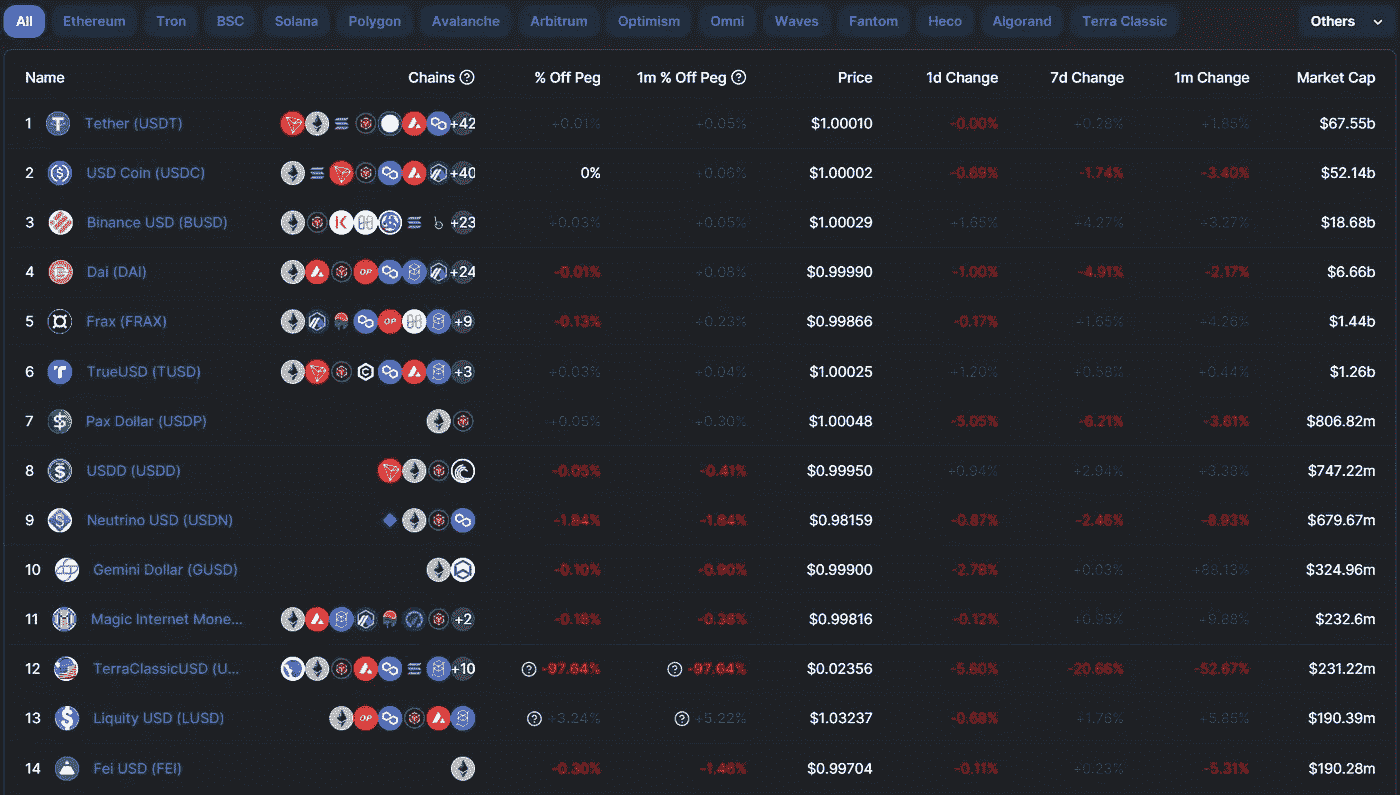 All Ethereum Tron BSC Solana Polygon Avalanche Arbitrum Optimism Omni Waves Fantom Heco Algorand Terra Classic Others
Name Chains % Off Peg 1m % Off Peg Price 1d Change 7d Change 1m Change Market Cap
1 Tether (USDT) +42 +0.01% +0.05% $1.00010 -0.00% +0.28% +1.85% $67.55b
2 USD Coin (USDC) +40 0% +0.06% $1.00002 -0.69% -1.74% -3.40% $52.14b
3 Binance USD (BUSD) +23 +0.03% +0.05% $1.00029 +1.65% +4.27% +3.27% $18.68b
4 Dai (DAI) OP +24 -0.01% +0.08% $0.99990 -1.00% -4.91% -2.17% $6.66b
5 Frax (FRAX) OP +9 -0.13% +0.23% $0.99866 -0.17% +1.65% +4.26% $1.44b
6 TrueUSD (TUSD) +3 +0.03% +0.04% $1.00025 +1.20% +0.38% +0.44% $1.26b
7 Pax Dollar (USDP) +0.05% +0.30% $1.00048 -5.05% -6.21% -3.61% $806.82m
8 USDD (USDD) -0.05% -0.41% $0.99950 +0.94% +2.94% +3.38% $747.22m
9 Neutrino USD (USDN) -1.84% -1.84% $0.98159 -0.87% -2.46% -8.93% $679.67m
10 Gemini Dollar (GUSD) -0.10% -0.90% $0.99900 -2.78% +0.03% +88.13% $324.96m
11 Magic Internet Mone... +2 -0.18% -0.36% $0.99816 -0.12% +0.95% +9.88% $232.6m
12 TerraClassicUSD (U... +10 -97.64% -97.64% $0.02356 -5.60% -20.66% -52.67% $231.22m
13 Liquity USD (LUSD) OP +3.24% +5.22% $1.03237 -0.68% +1.76% +5.85% $190.39m
14 Fei USD (FEI) -0.30% -1.46% $0.99704 -0.11% +0.23% -5.31% $190.28m